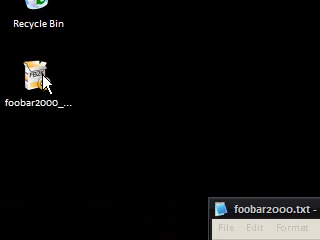 Recycle Bin
foobar2000_...
foobar2000.txt -
File Edit Format